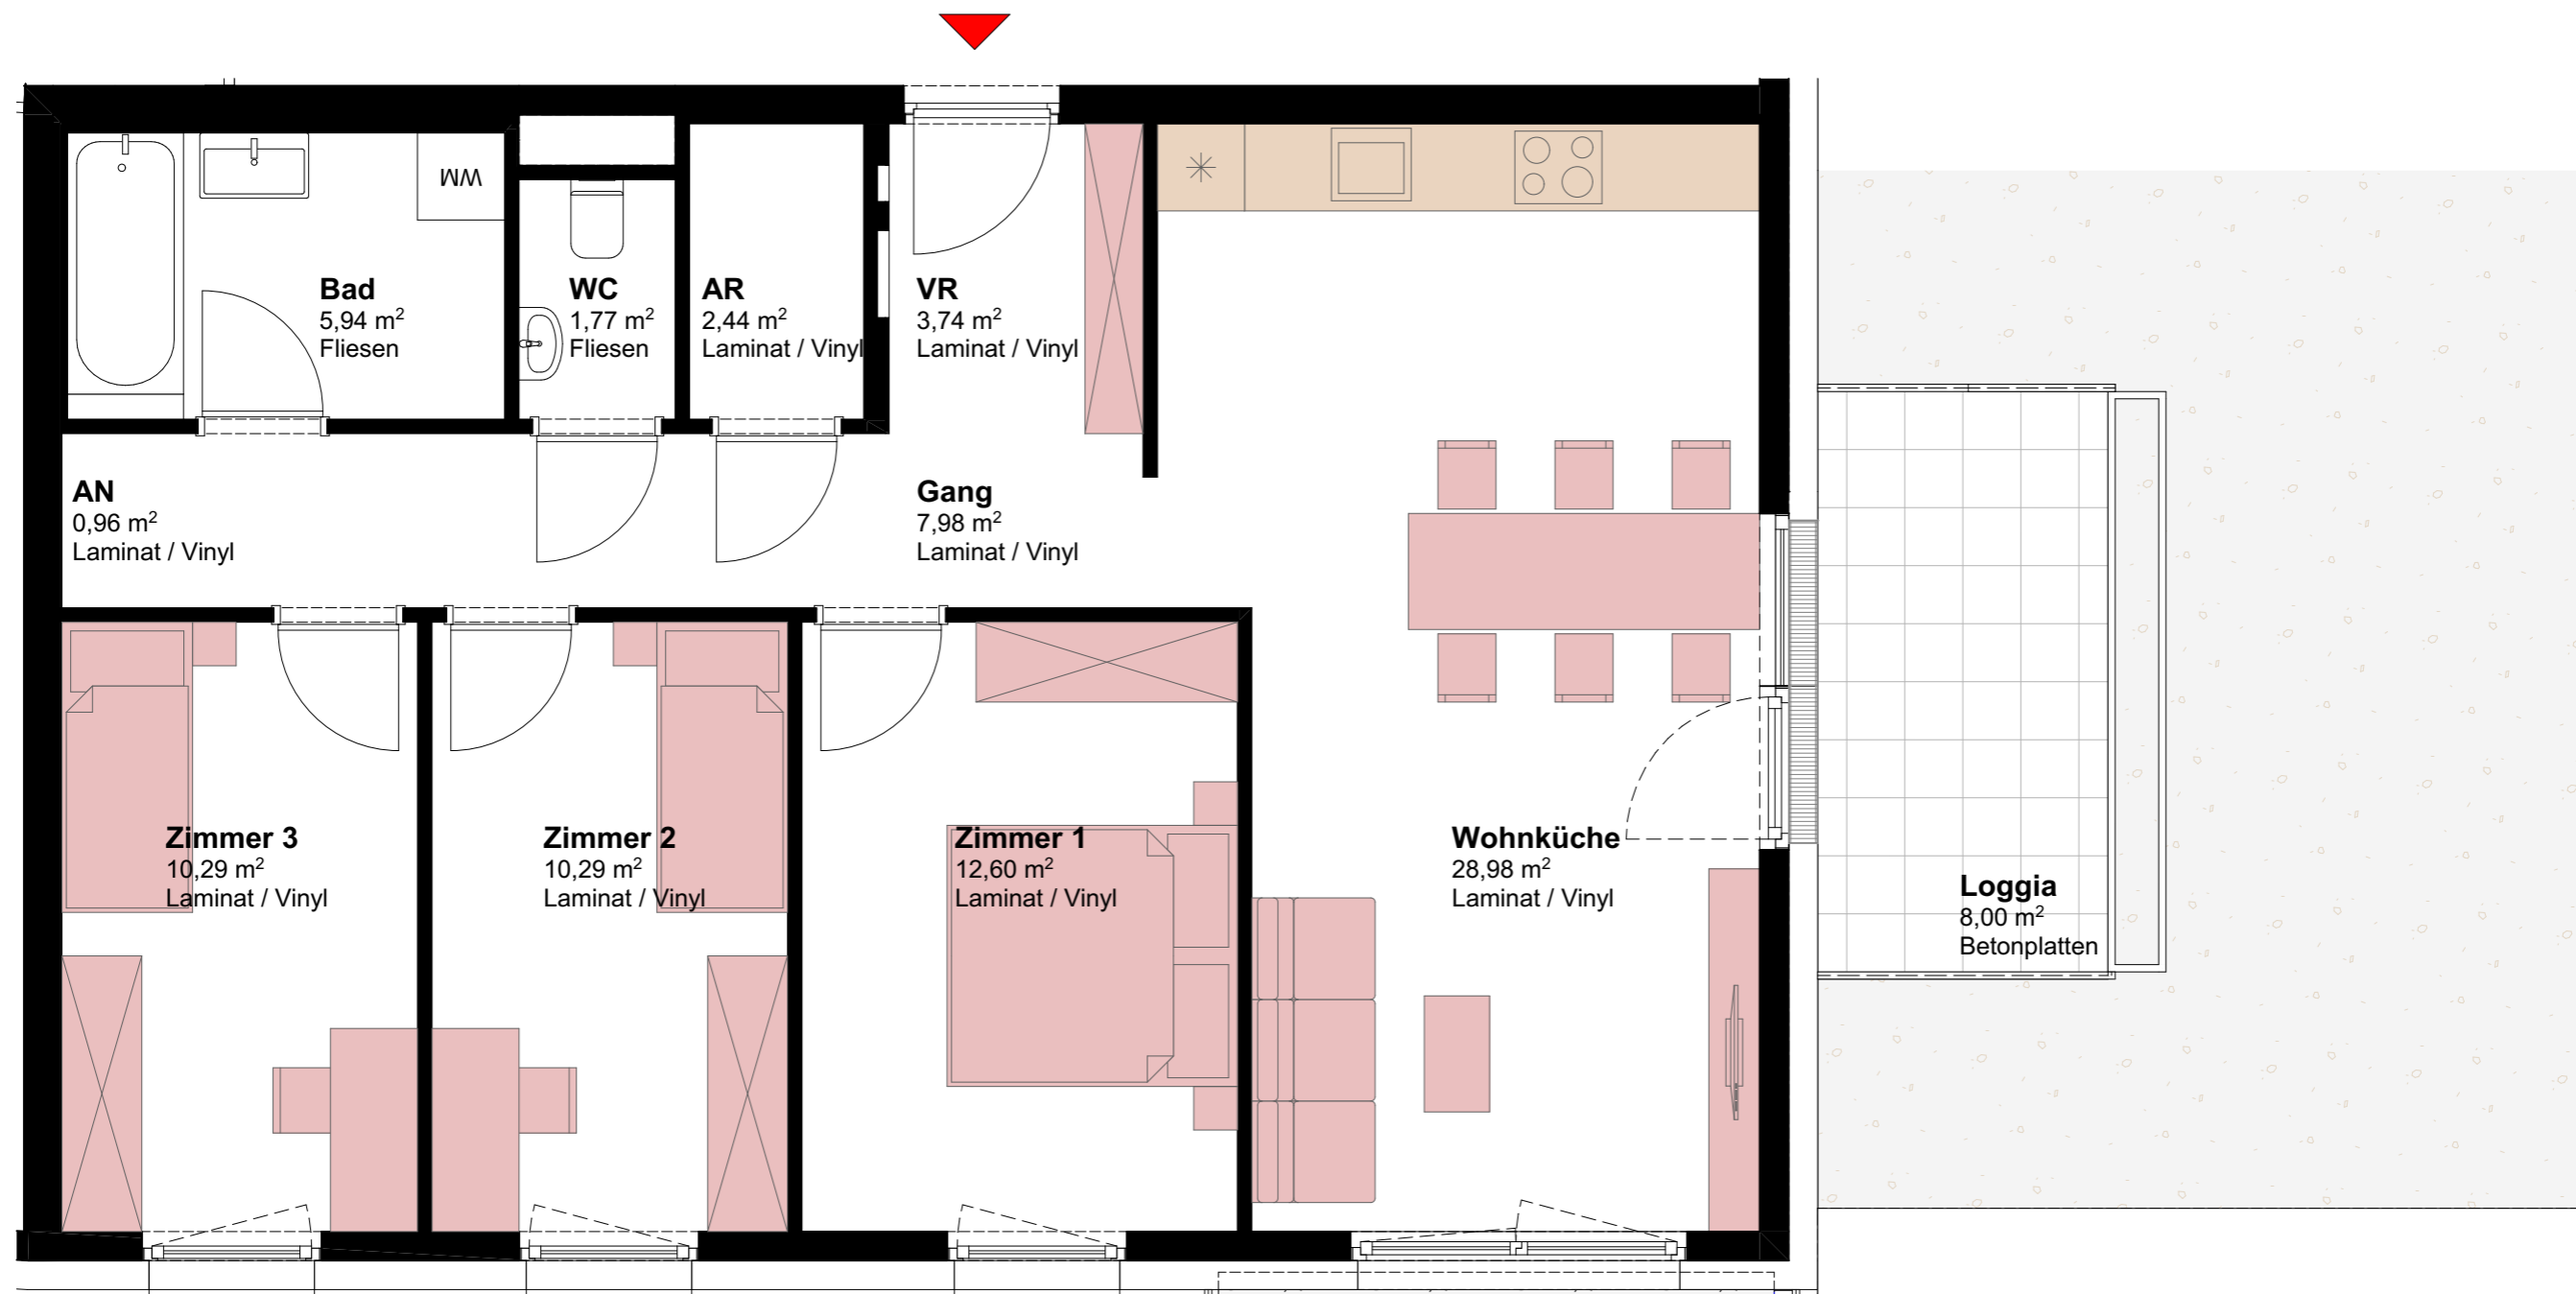 WM
Bad
5,94 m²
Fliesen
WC
1,77 m²
Fliesen
AR
2,44 m²
Laminat / Vinyl
VR
3,74 m²
Laminat / Vinyl
AN
0,96 m²
Laminat / Vinyl
Gang
7,98 m²
Laminat / Vinyl
Zimmer 3
10,29 m²
Laminat / Vinyl
Zimmer 2
10,29 m²
Laminat / Vinyl
Zimmer 1
12,60 m²
Laminat / Vinyl
Wohnküche
28,98 m²
Laminat / Vinyl
Loggia
8,00 m²
Betonplatten